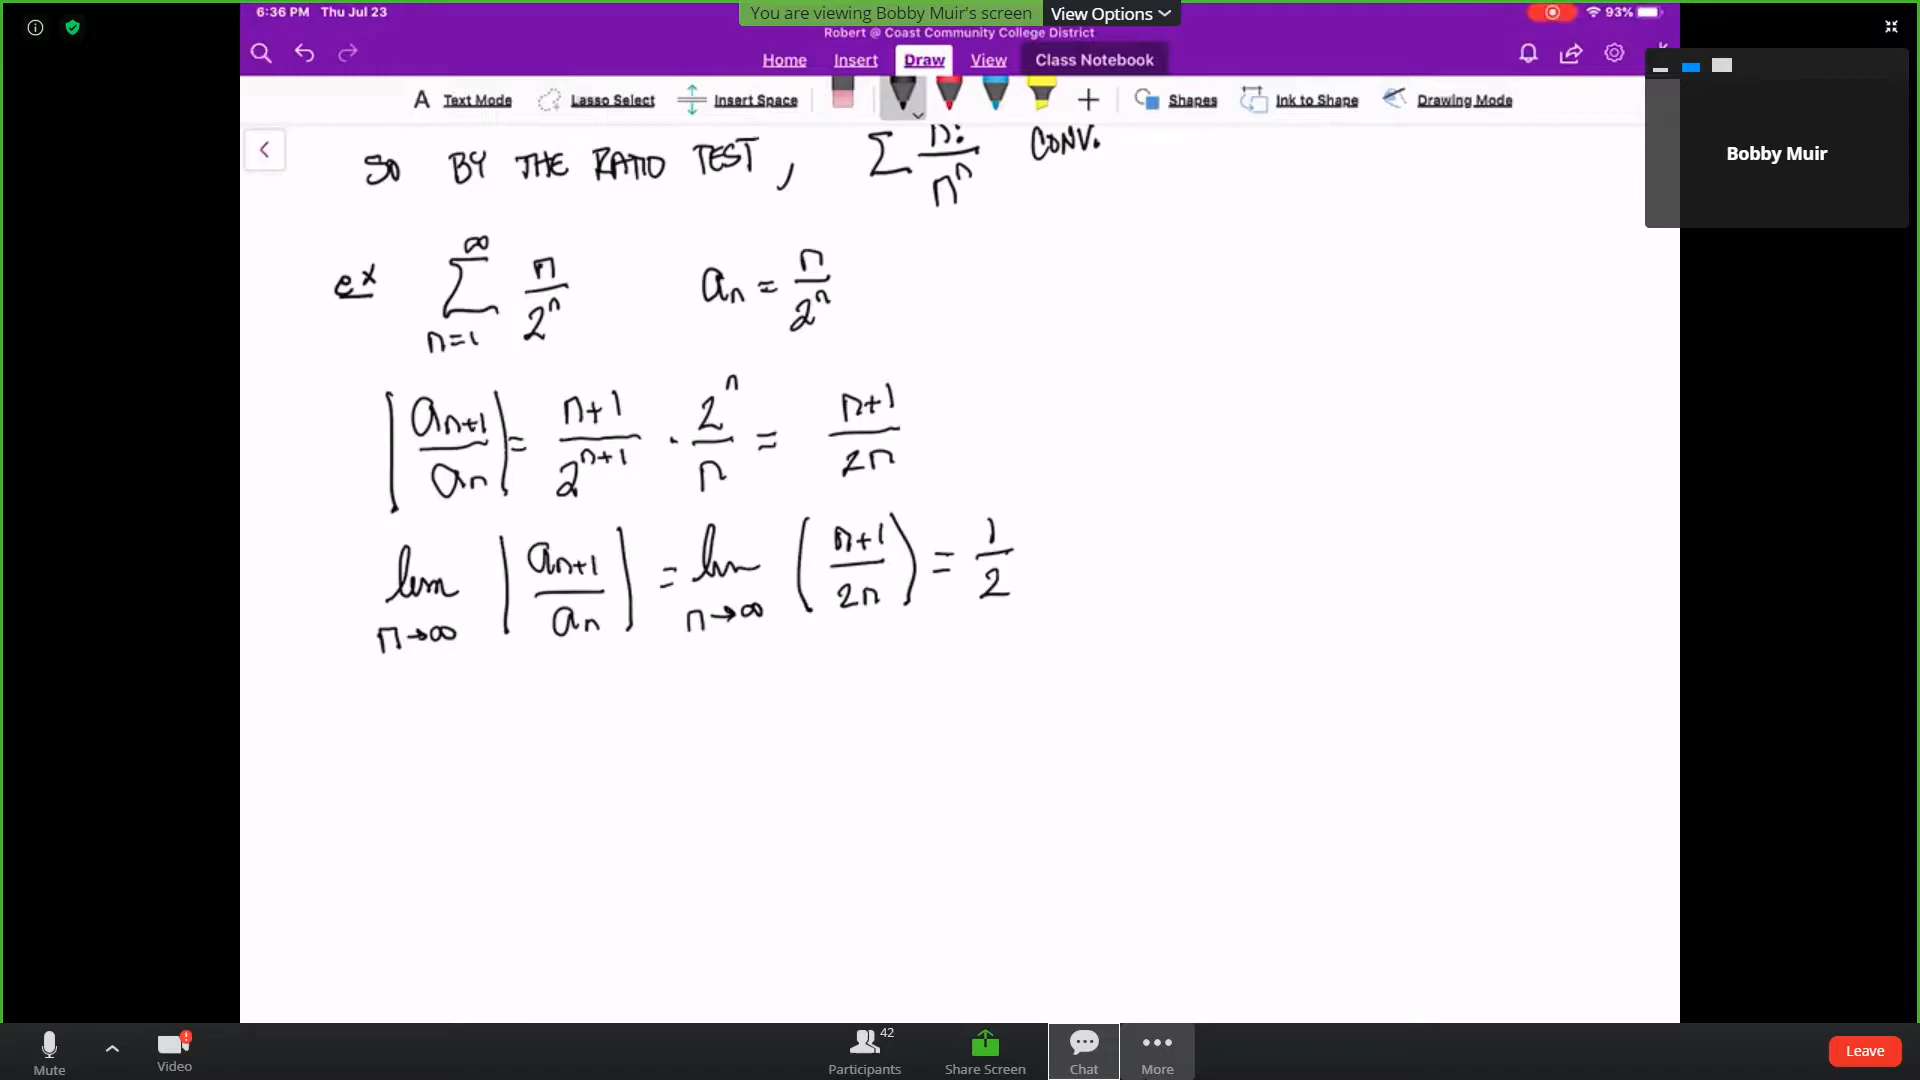 6:36 PM Thu Jul 23
You are viewing Bobby Muir's screen View Options
93%
Robert @ Coast Community College District
Home Insert Draw View Class Notebook
A Text Mode Lasso Select Insert Space Shapes Ink to Shape Drawing Mode
Bobby Muir
SO BY THE RATIO TEST, ∑ n!/n^n CONV.
ex ∑_{n=1}^{∞} n/2^n a_n = n/2^n
|a_{n+1}/a_n| = (n+1)/2^{n+1} · 2^n/n = (n+1)/2n
lim_{n→∞} |a_{n+1}/a_n| = lim_{n→∞} ((n+1)/2n) = 1/2
Mute Video Participants 42 Share Screen Chat More Leave